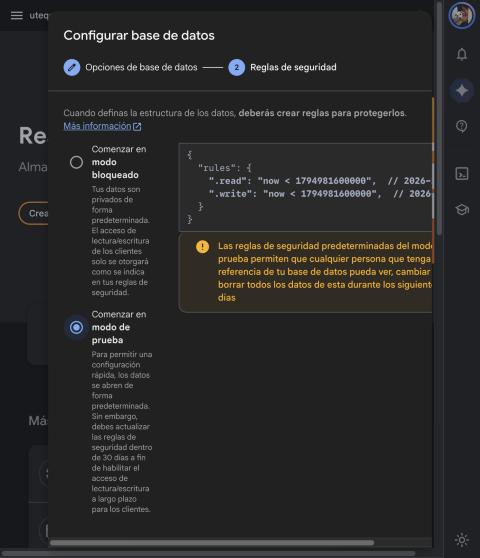 uteq
Configurar base de datos
Opciones de base de datos
2
Reglas de seguridad
Cuando definas la estructura de los datos, deberás crear reglas para protegerlos.
Más información
Comenzar en
modo
bloqueado
Tus datos son
privados de
forma
predeterminada.
El acceso de
lectura/escritura
de los clientes
solo se otorgará
como se indica
en tus reglas de
seguridad.
{
"rules": {
".read": "now < 1794981600000", // 2026-
".write": "now < 1794981600000", // 2026-
}
}
Las reglas de seguridad predeterminadas del modo
prueba permiten que cualquier persona que tenga
referencia de tu base de datos pueda ver, cambiar
borrar todos los datos de esta durante los siguient
días
Comenzar en
modo de
prueba
Para permitir una
configuración
rápida, los datos
se abren de
forma
predeterminada.
Sin embargo,
debes actualizar
las reglas de
seguridad dentro
de 30 días a fin
de habilitar el
acceso de
lectura/escritura
a largo plazo
para los clientes.
Re
Alma
Crea
Más